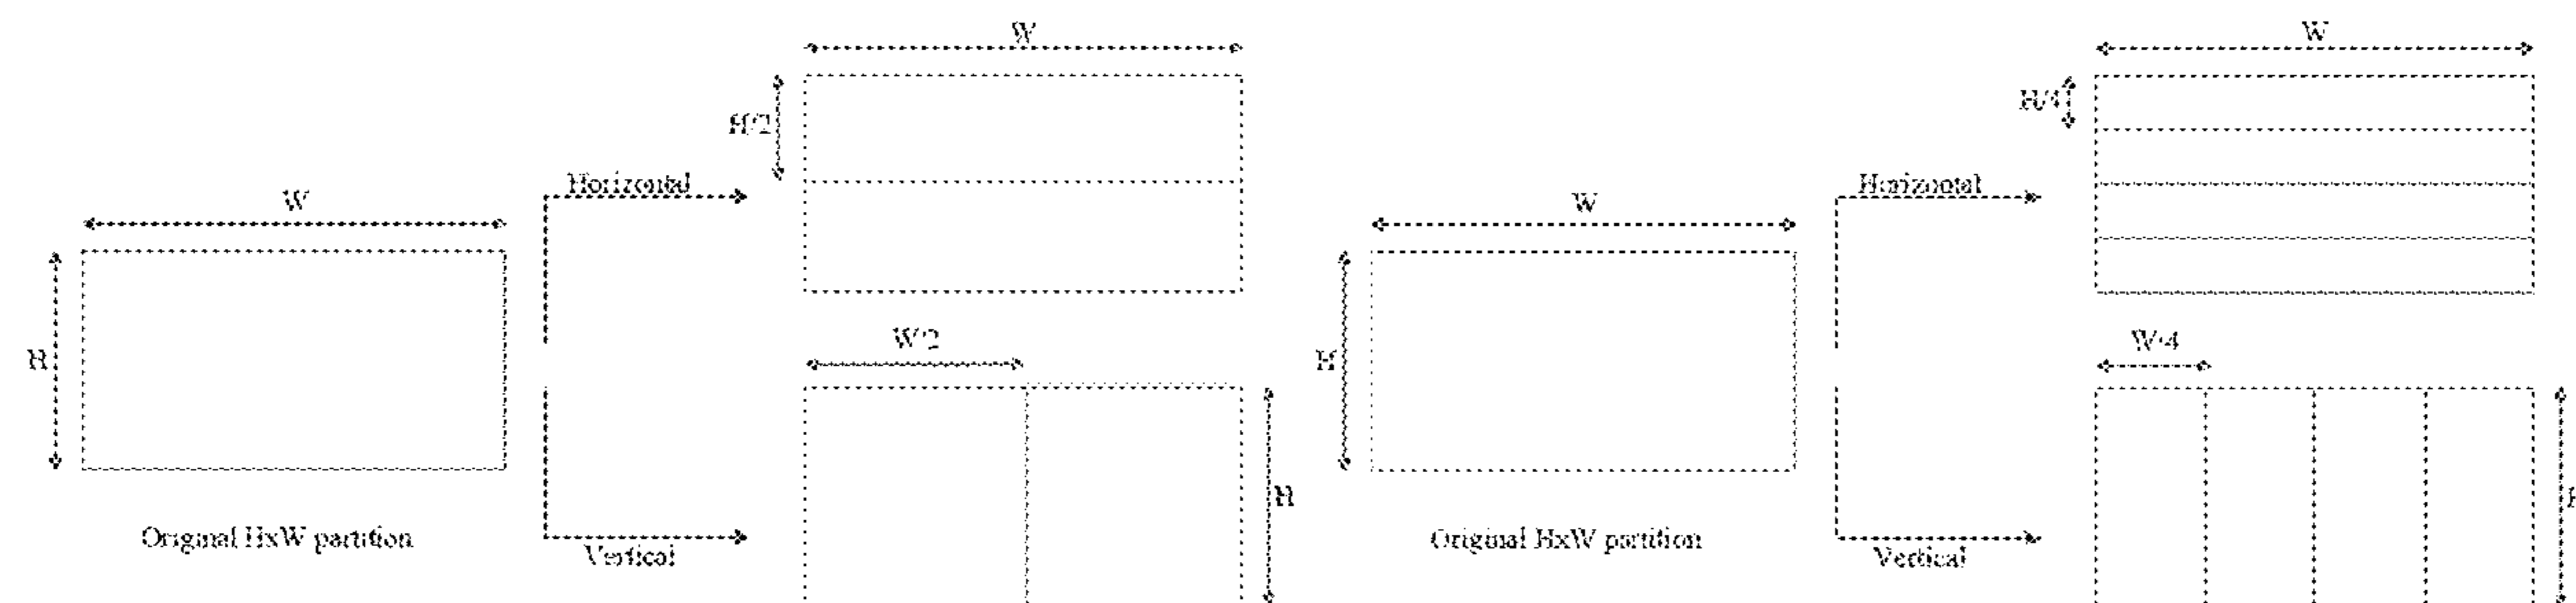 W
H
Original HxW partition
Horizontal
Vertical
W
H/2
W/2
H
W
H
Original HxW partition
Horizontal
Vertical
W
H/4
W/4